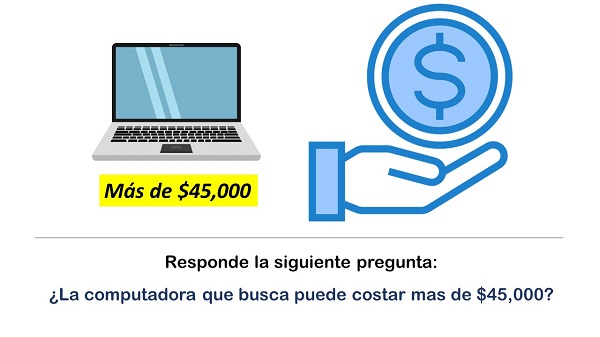 $
Más de $45,000
Responde la siguiente pregunta:
¿La computadora que busca puede costar mas de $45,000?